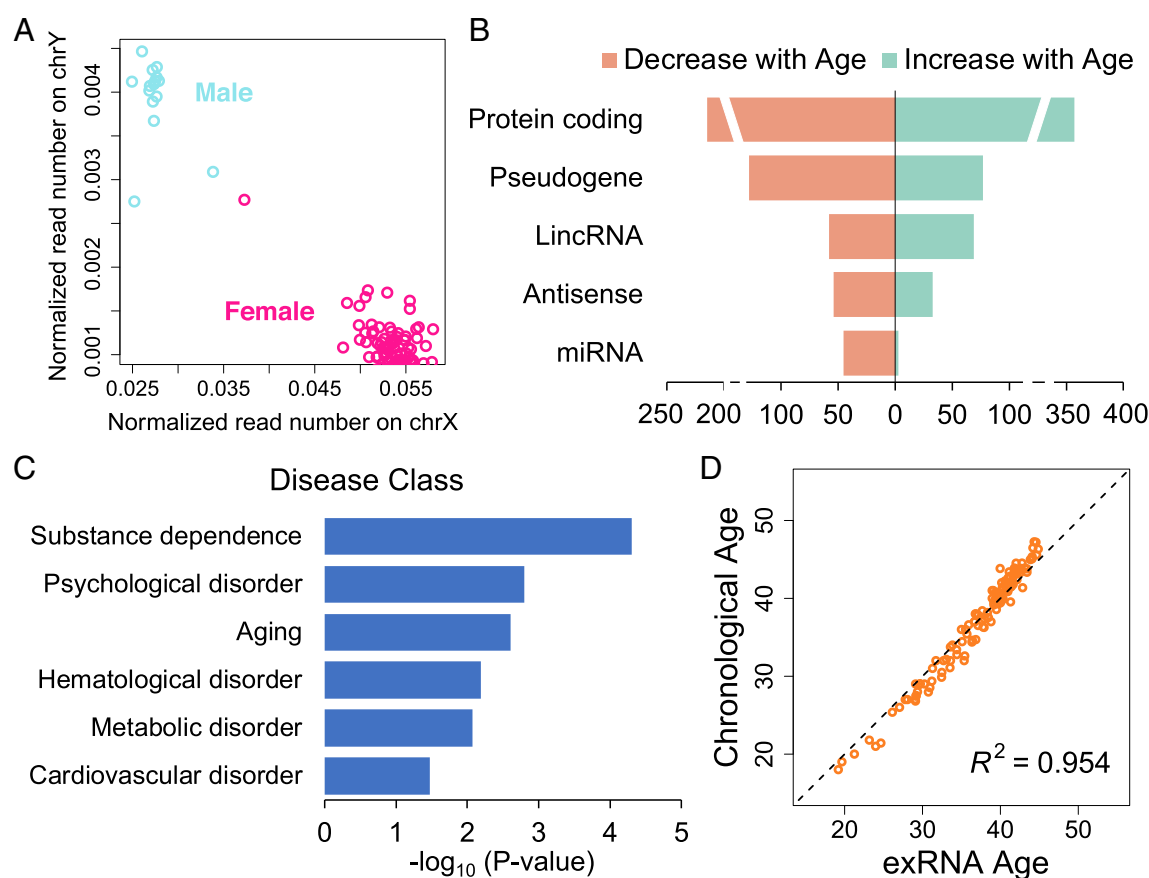 A
Normalized read number on chrY
0.004
0.003
0.002
0.001
Male
Female
0.025
0.035
0.045
0.055
Normalized read number on chrX
B
Decrease with Age
Increase with Age
Protein coding
Pseudogene
LincRNA
Antisense
miRNA
250 200 100 50 0 50 100 350 400
C
Disease Class
Substance dependence
Psychological disorder
Aging
Hematological disorder
Metabolic disorder
Cardiovascular disorder
0 1 2 3 4 5
-log10 (P-value)
D
Chronological Age
50
40
30
20
R² = 0.954
20 30 40 50
exRNA Age